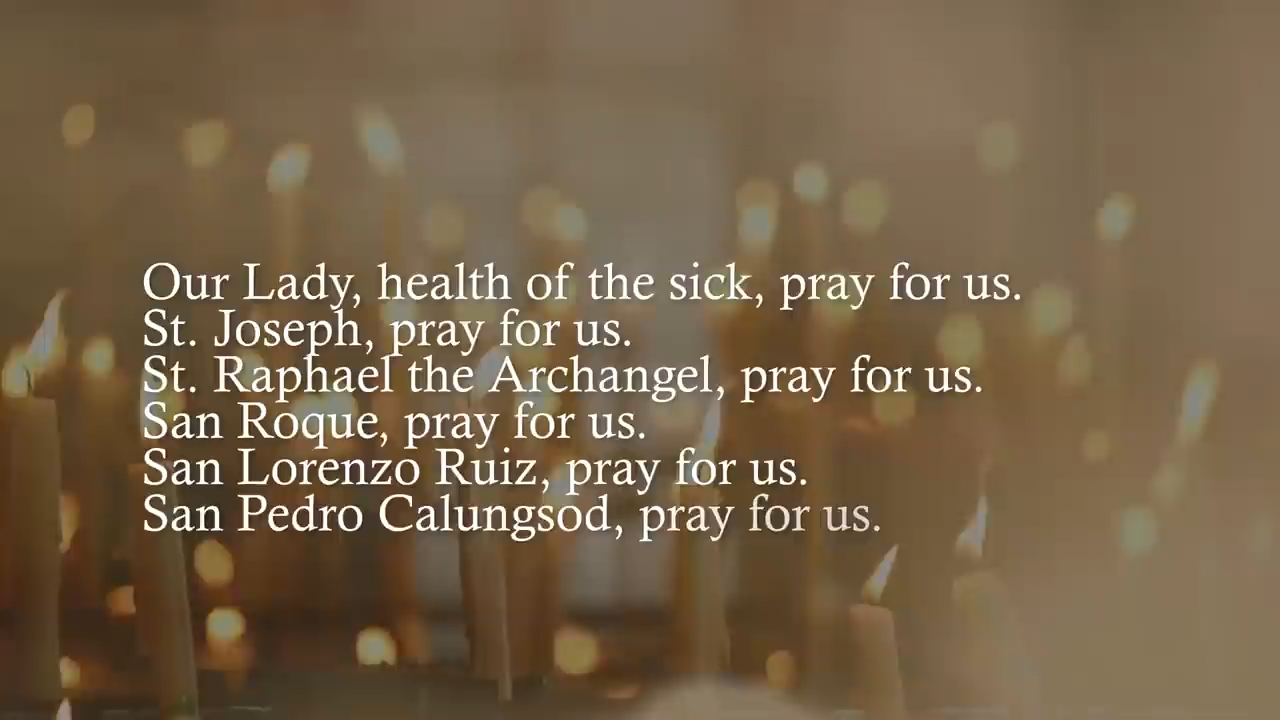 Our Lady, health of the sick, pray for us.
St. Joseph, pray for us.
St. Raphael the Archangel, pray for us.
San Roque, pray for us.
San Lorenzo Ruiz, pray for us.
San Pedro Calungsod, pray for us.